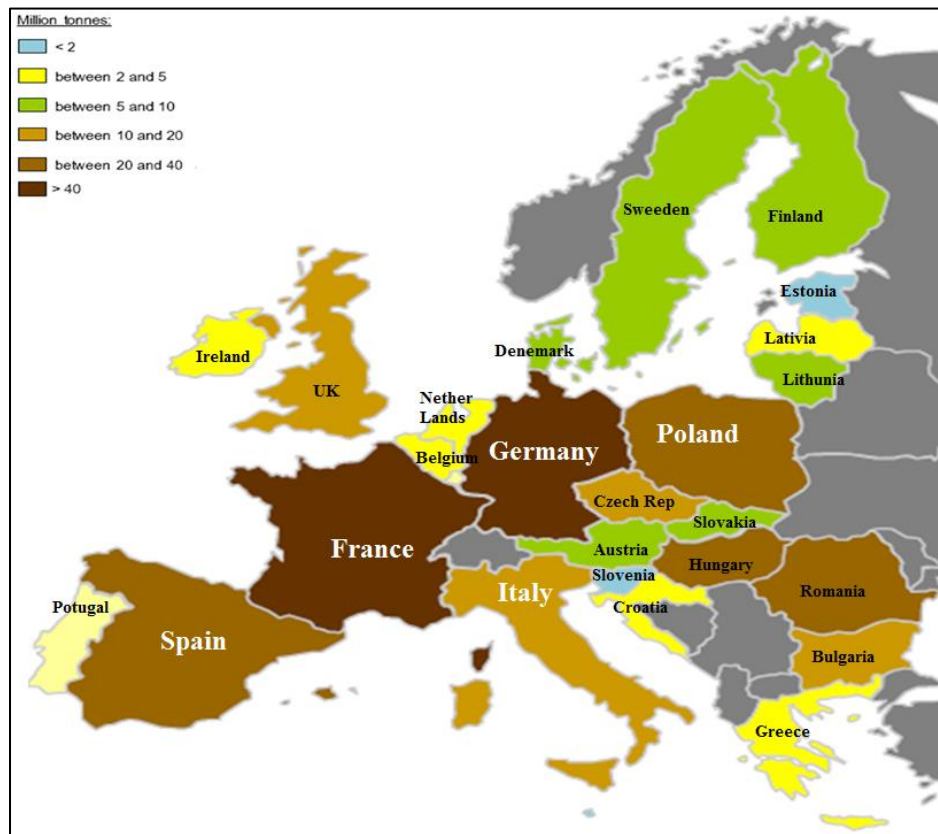 Million tonnes:
< 2
between 2 and 5
between 5 and 10
between 10 and 20
between 20 and 40
> 40
Sweeden
Finland
Estonia
Lativia
Denemark
Lithunia
Ireland
UK
Nether
Lands
Belgium
Germany
Poland
Czech Rep
Slovakia
France
Austria
Hungary
Slovenia
Italy
Romania
Croatia
Potugal
Spain
Bulgaria
Greece